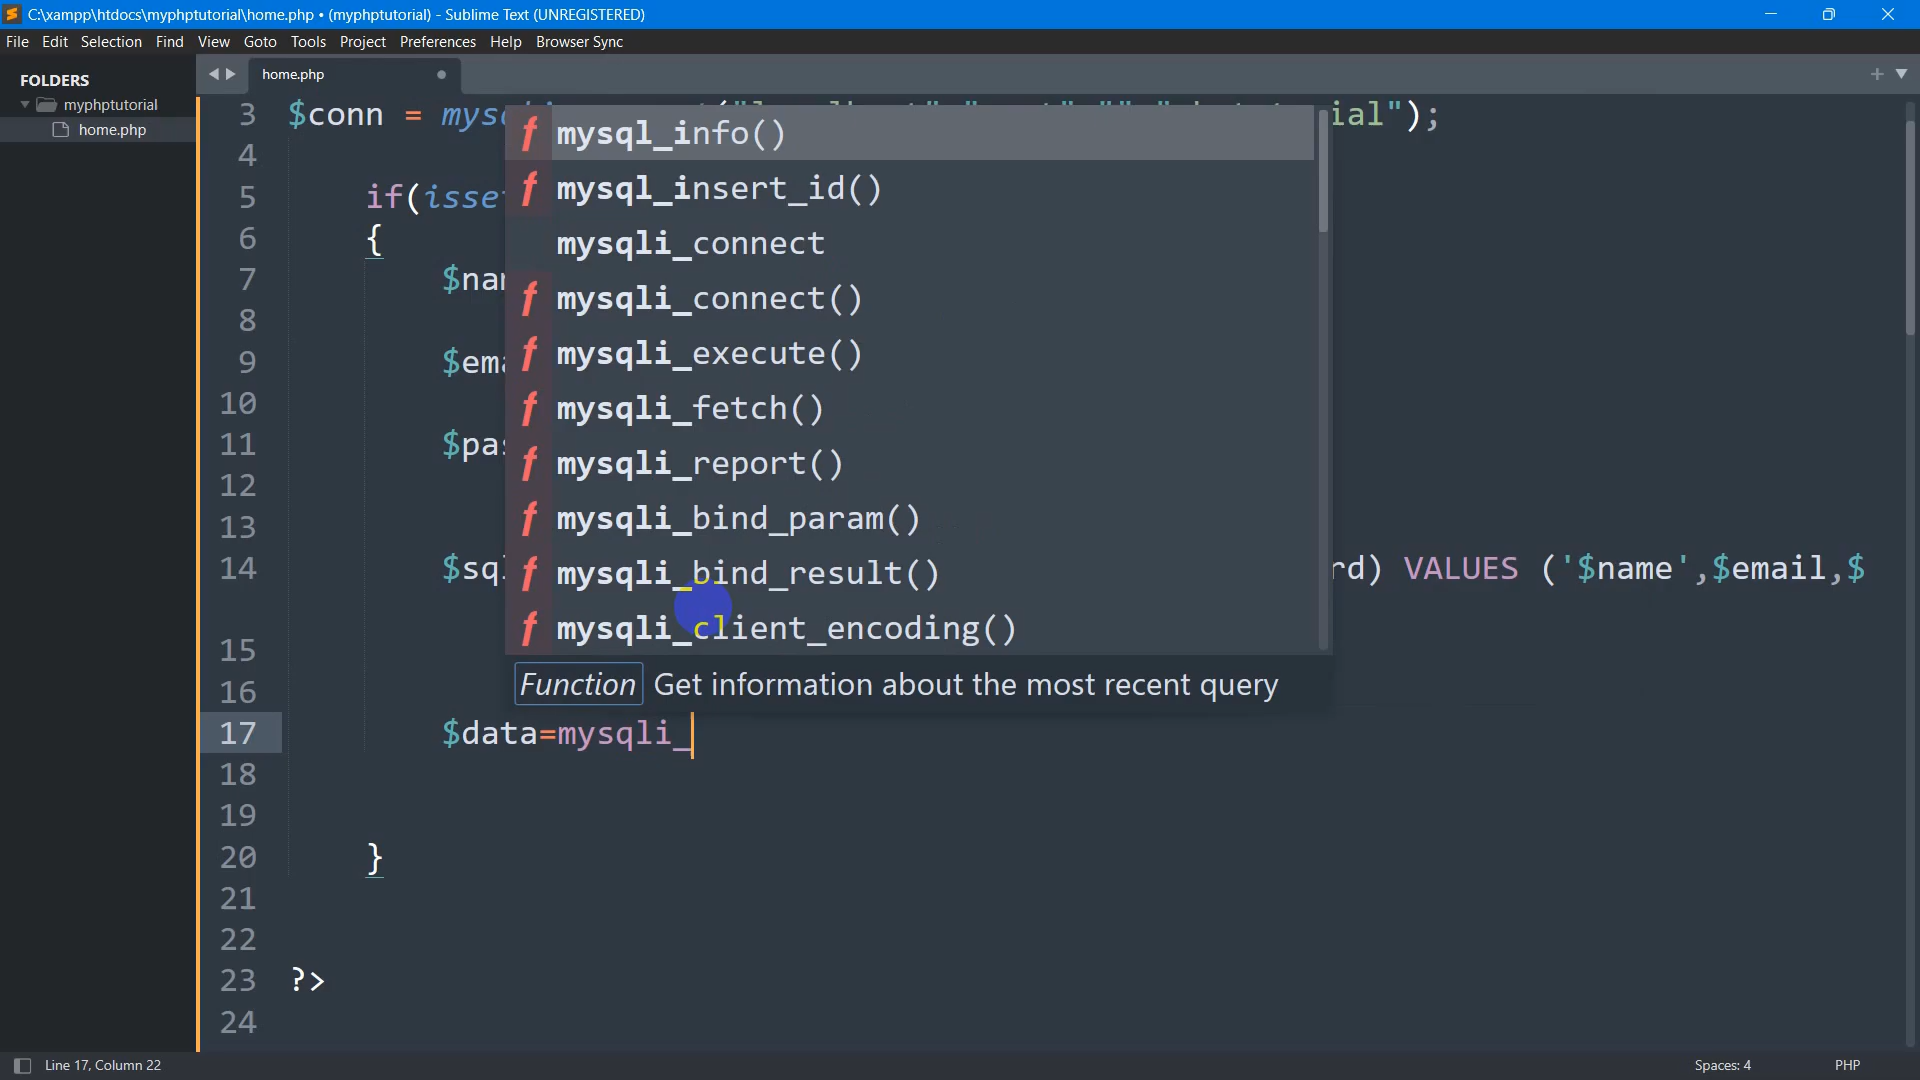 C:\xampp\htdocs\myphptutorial\home.php • (myphptutorial) - Sublime Text (UNREGISTERED)
File Edit Selection Find View Goto Tools Project Preferences Help Browser Sync
FOLDERS
myphptutorial
home.php
home.php
3 $conn = mys ial");
4
5 if(isse
6 {
7 $na
8
9 $ema
10
11 $pas
12
13
14 $sq rd) VALUES ('$name',$email,$
15
16
17 $data=mysqli_
18
19
20 }
21
22
23 ?>
24
f mysql_info()
f mysql_insert_id()
mysqli_connect
f mysqli_connect()
f mysqli_execute()
f mysqli_fetch()
f mysqli_report()
f mysqli_bind_param()
f mysqli_bind_result()
f mysqli_client_encoding()
Function Get information about the most recent query
Line 17, Column 22
Spaces: 4
PHP